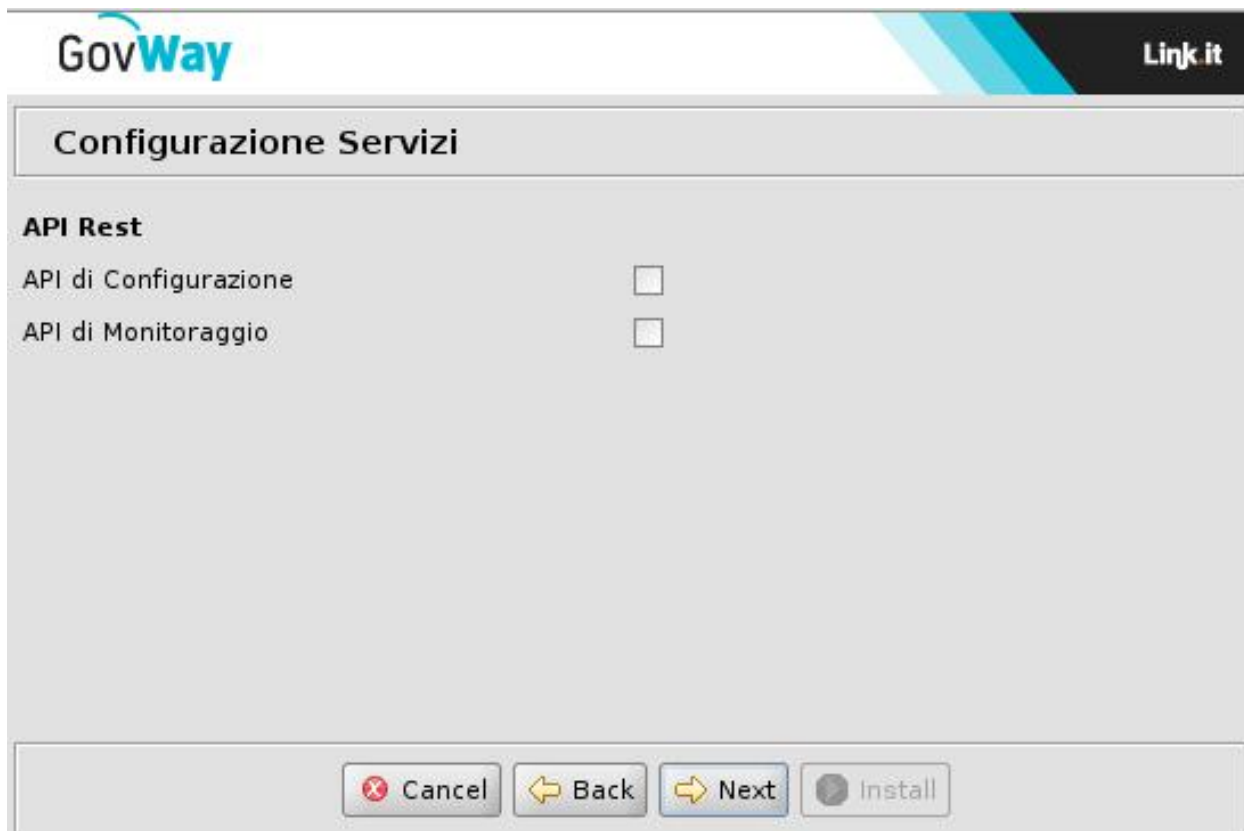 GovWay
Link.it
Configurazione Servizi
API Rest
API di Configurazione
API di Monitoraggio
Cancel Back Next Install